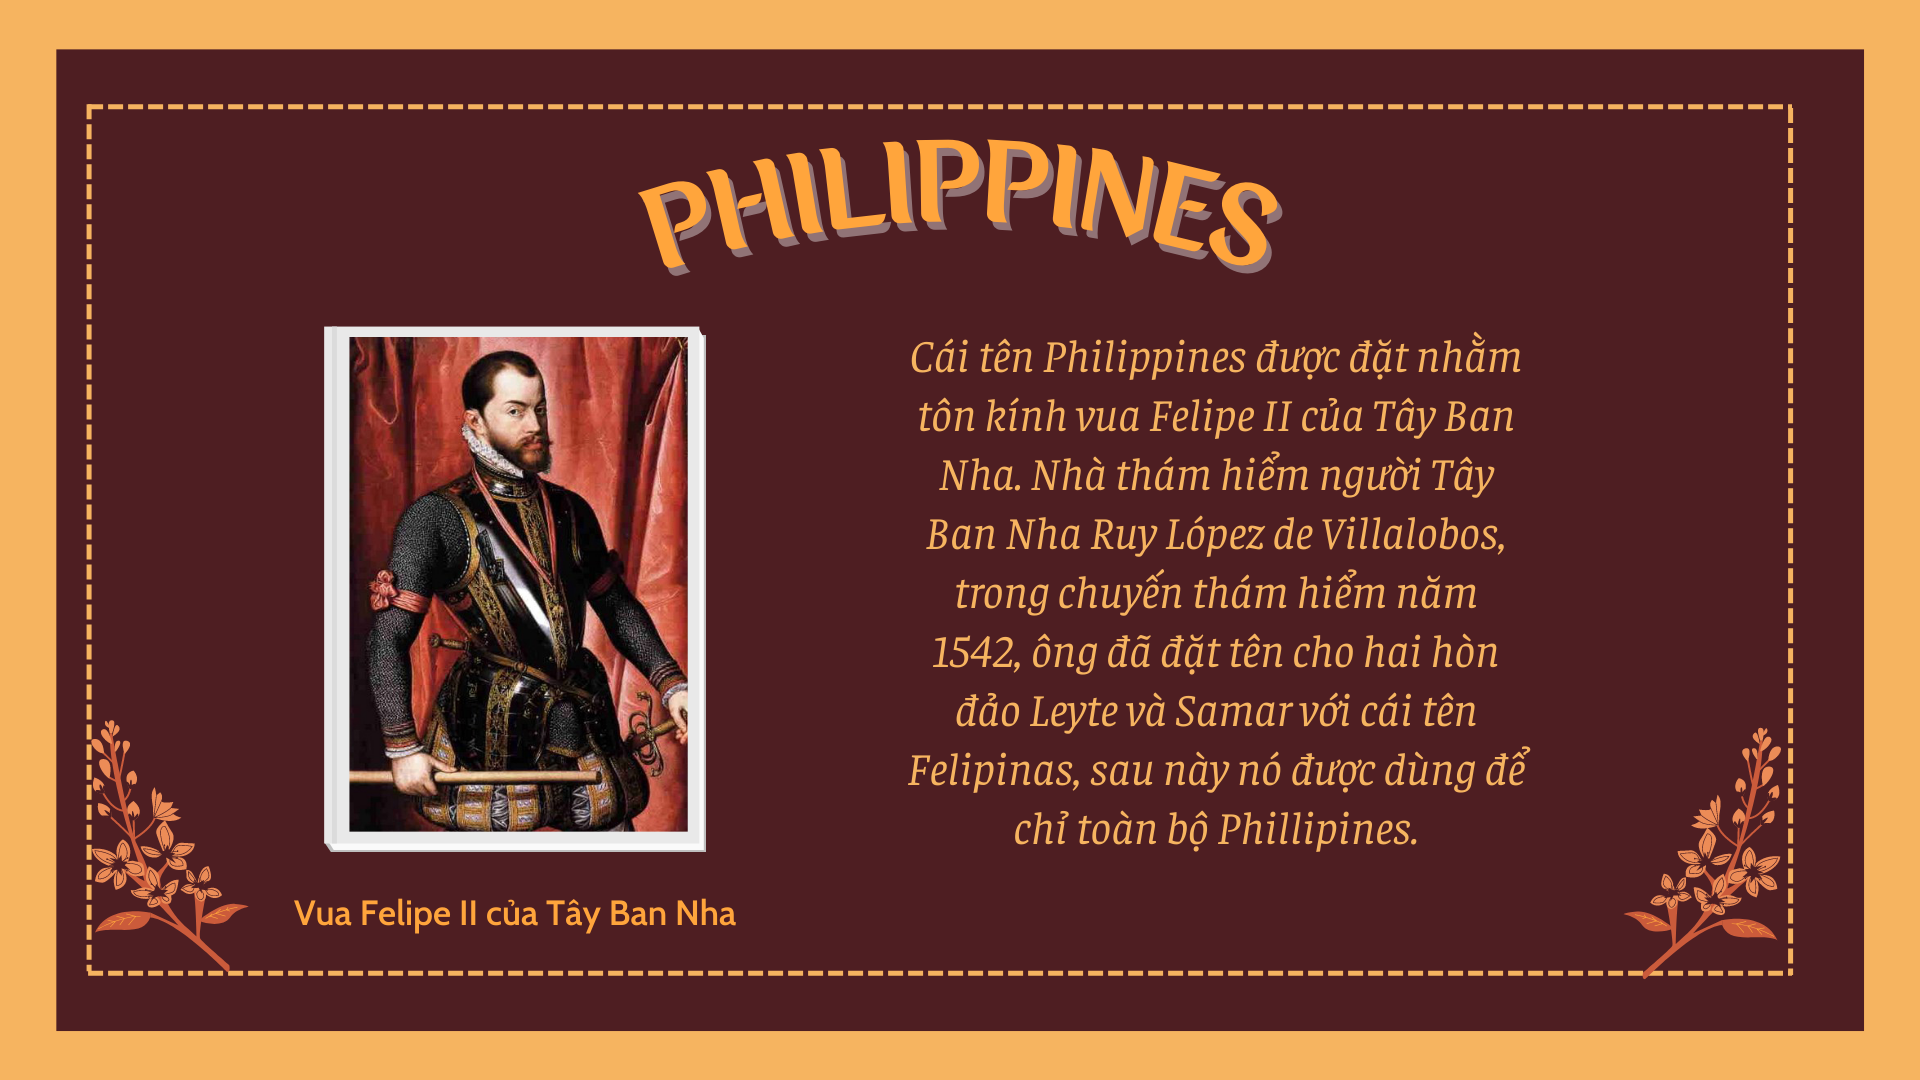 PHILIPPINES
Cái tên Philippines được đặt nhằm
tôn kính vua Felipe II của Tây Ban
Nha. Nhà thám hiểm người Tây
Ban Nha Ruy López de Villalobos,
trong chuyến thám hiểm năm
1542, ông đã đặt tên cho hai hòn
đảo Leyte và Samar với cái tên
Felipinas, sau này nó được dùng để
chỉ toàn bộ Phillipines.
Vua Felipe II của Tây Ban Nha